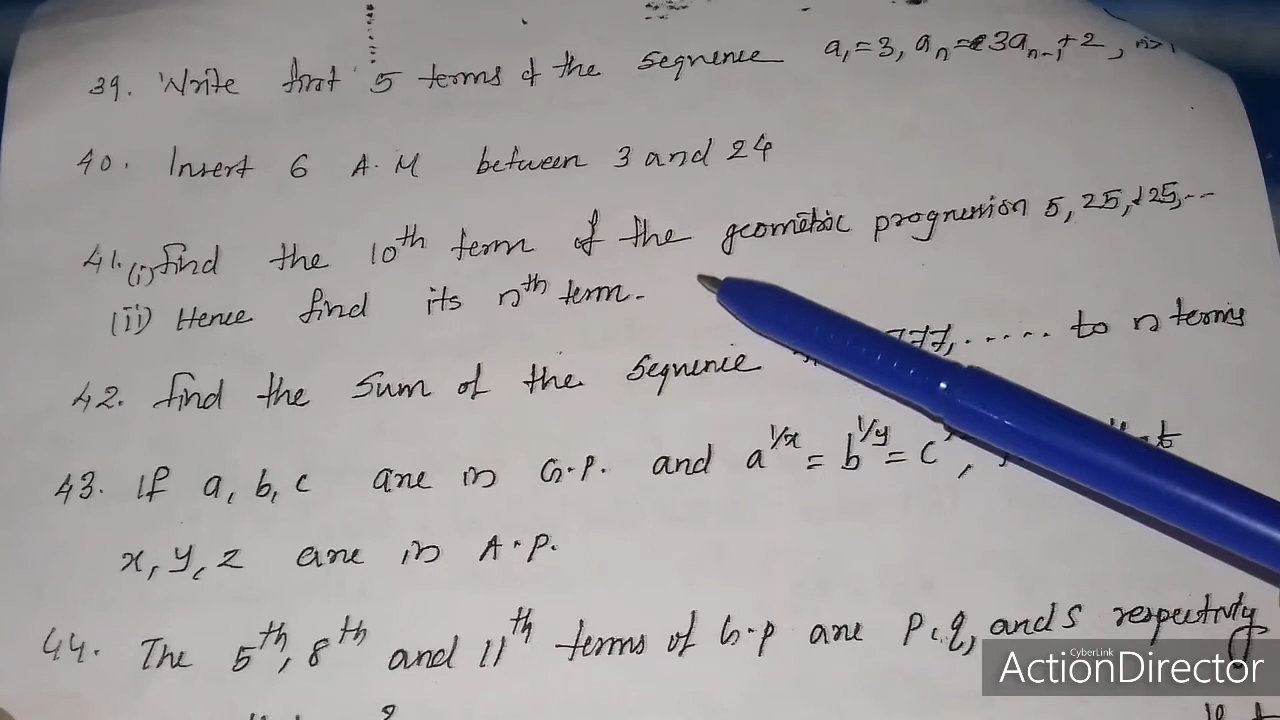 39. Write first 5 terms of the sequence a₁=3, aₙ=3aₙ₋₁+2, n>1
40. Insert 6 A.M between 3 and 24
41.(i) find the 10th term of the geometric progression 5, 25, 125,--
(ii) Hence find its nth term.
42. find the sum of the sequence 777, ..... to n terms
43. If a, b, c are in G.P. and a^1/x = b^1/y = c
x, y, z are in A.P.
44. The 5th, 8th and 11th terms of G.p are P, q, and s respectively
CyberLink
ActionDirector